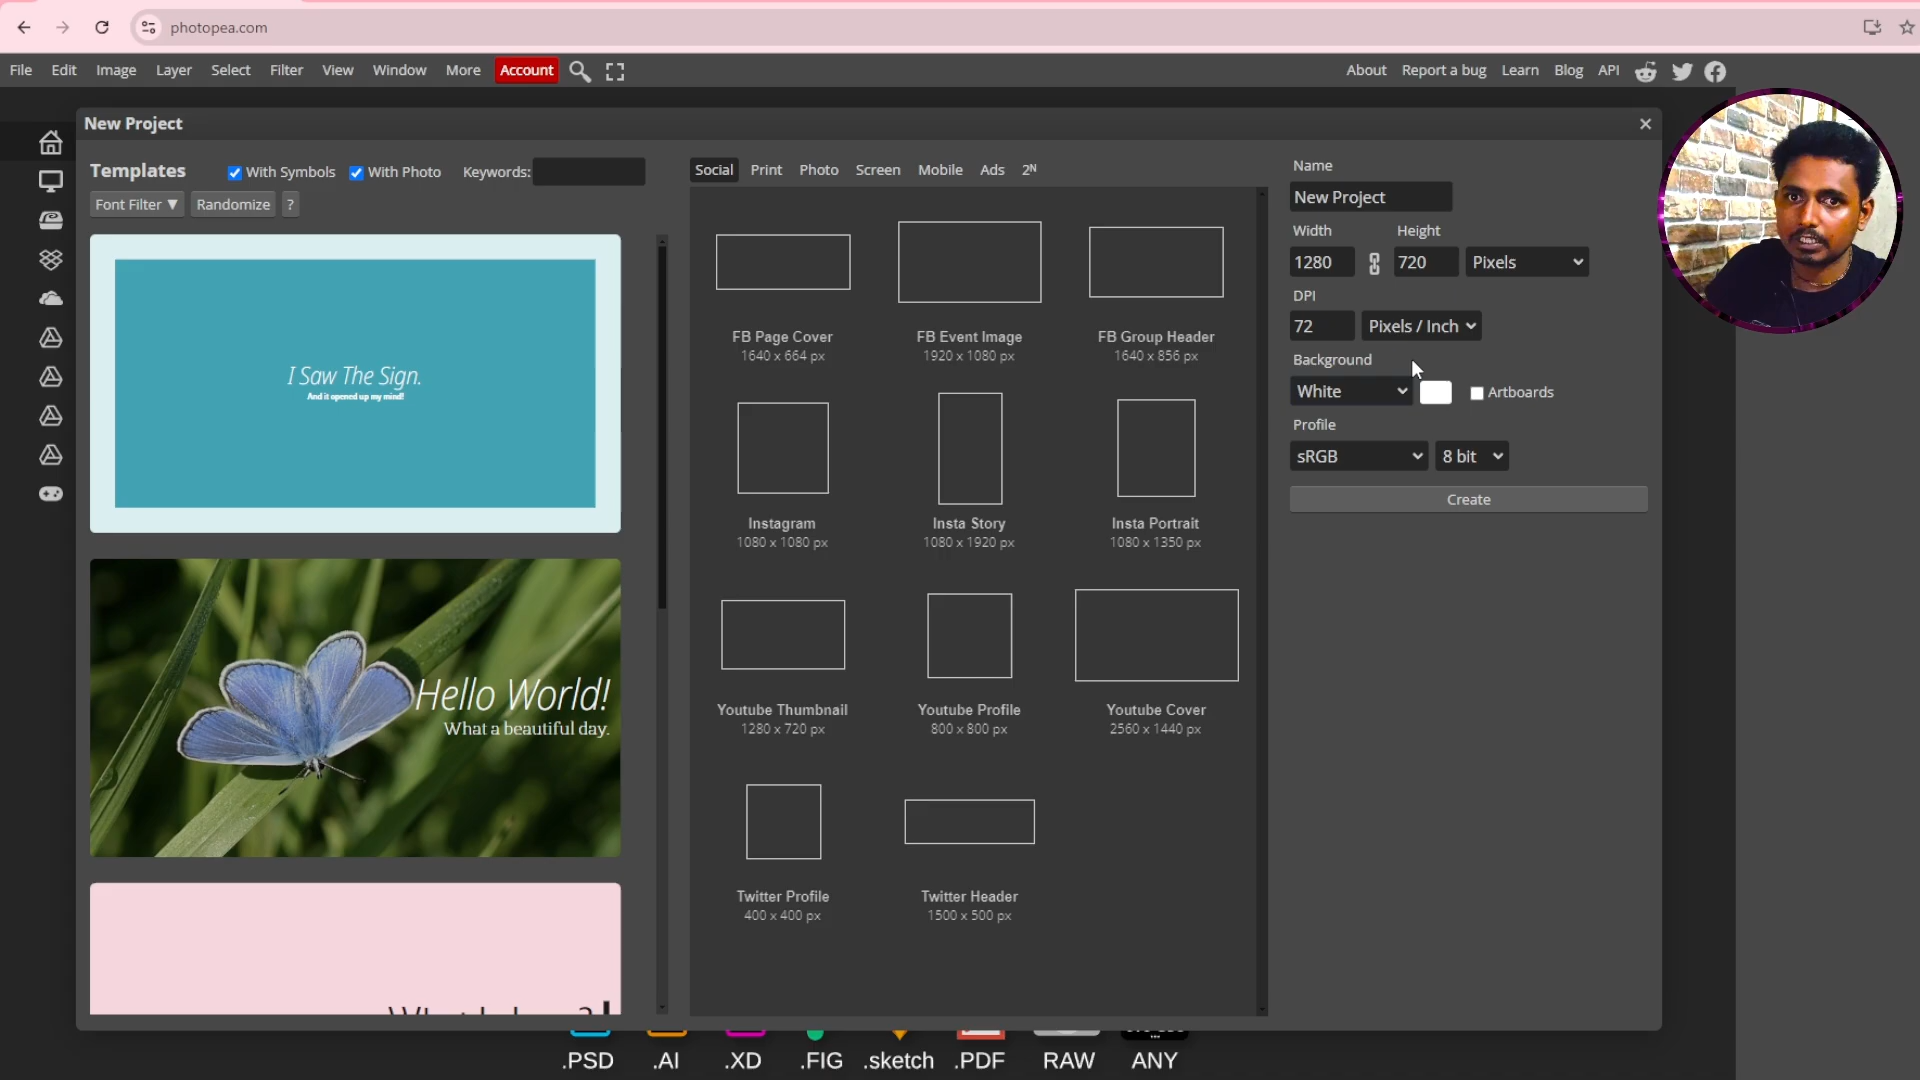 photopea.com
File Edit Image Layer Select Filter View Window More Account About Report a bug Learn Blog API
New Project
Templates With Symbols With Photo Keywords:
Font Filter ▼ Randomize ?
I Saw The Sign.
And it opened up my mind!
Hello World!
What a beautiful day.
Social Print Photo Screen Mobile Ads 2ᴺ
FB Page Cover
1640 x 664 px
FB Event Image
1920 x 1080 px
FB Group Header
1640 x 856 px
Instagram
1080 x 1080 px
Insta Story
1080 x 1920 px
Insta Portrait
1080 x 1350 px
Youtube Thumbnail
1280 x 720 px
Youtube Profile
800 x 800 px
Youtube Cover
2560 x 1440 px
Twitter Profile
400 x 400 px
Twitter Header
1500 x 500 px
Name
New Project
Width Height
1280 720 Pixels
DPI
72 Pixels / Inch
Background
White Artboards
Profile
sRGB 8 bit
Create
.PSD .AI .XD .FIG .sketch .PDF RAW ANY